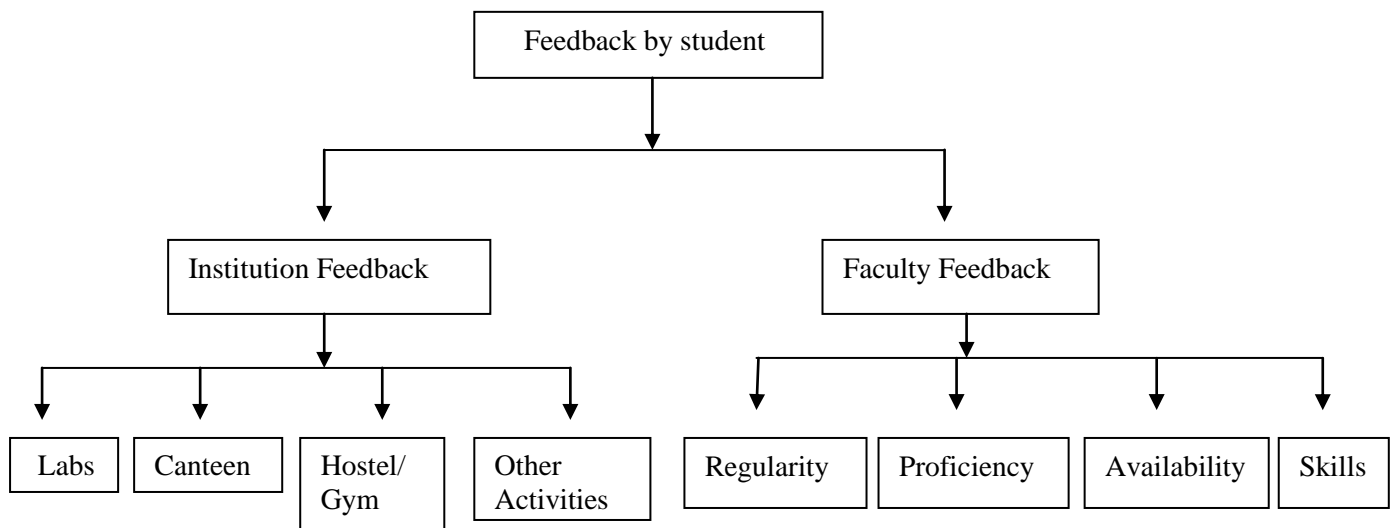 Feedback by student
Institution Feedback
Faculty Feedback
Labs
Canteen
Hostel/
Gym
Other
Activities
Regularity
Proficiency
Availability
Skills